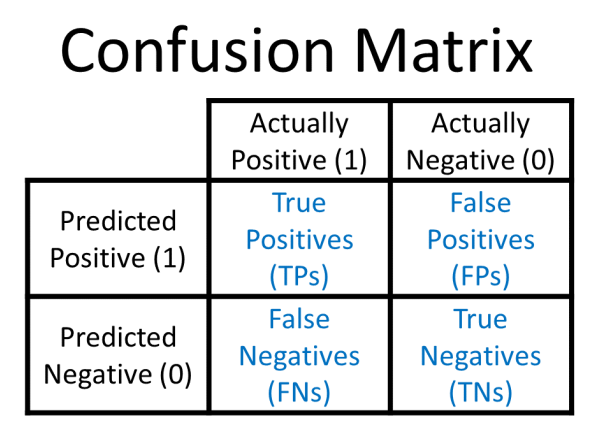 Confusion Matrix
Actually
Positive (1)
Actually
Negative (0)
Predicted
Positive (1)
True
Positives
(TPs)
False
Positives
(FPs)
Predicted
Negative (0)
False
Negatives
(FNs)
True
Negatives
(TNs)